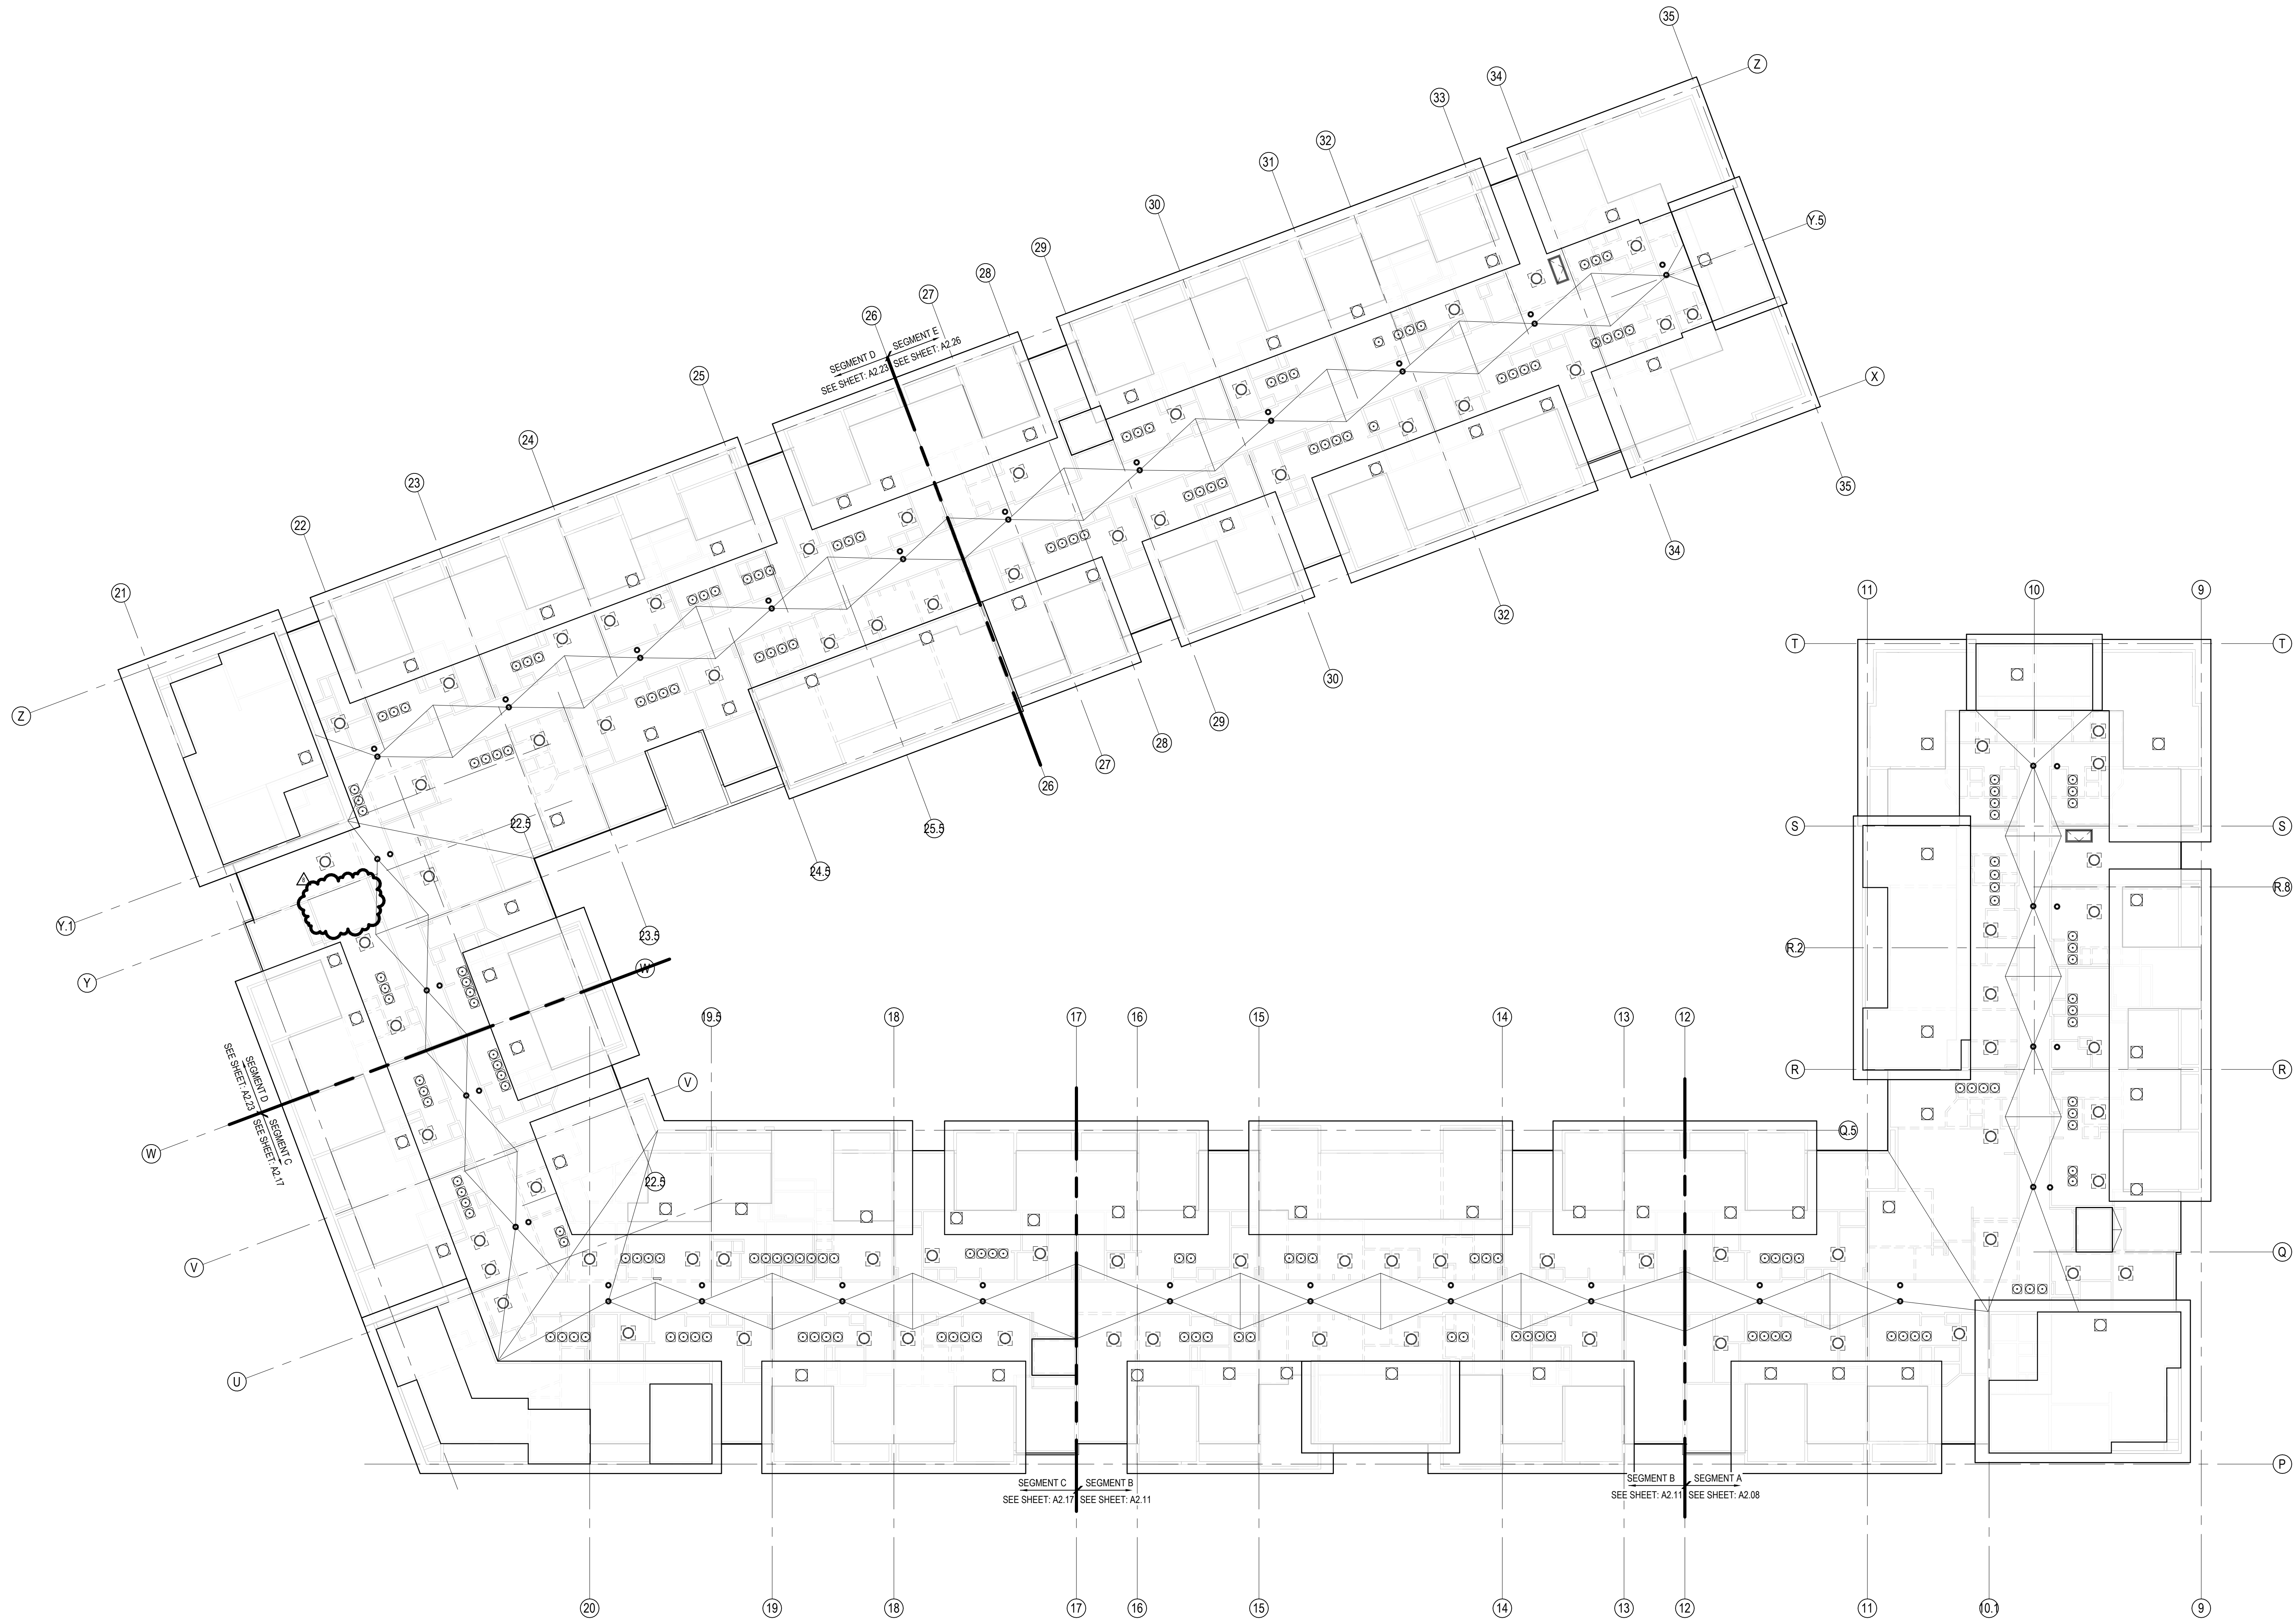 35
Z
34
33
32
31
Y.5
30
29
28
27
26
SEGMENT D
SEGMENT E
SEE SHEET: A2.23
SEE SHEET: A2.26
25
X
24
23
35
22
34
21
11
10
9
32
T
T
30
Z
29
28
27
26
22.5
25.5
S
S
24.5
R.8
Y.1
23.5
R.2
W
Y
19.5
18
17
16
15
14
13
12
SEGMENT D
SEE SHEET: A2.23
SEGMENT C
SEE SHEET: A2.17
R
R
V
Q.5
W
22.5
Q
V
U
P
SEGMENT C
SEGMENT B
SEE SHEET: A2.17
SEE SHEET: A2.11
SEGMENT B
SEGMENT A
SEE SHEET: A2.11
SEE SHEET: A2.08
20
19
18
17
16
15
14
13
12
11
10.1
9